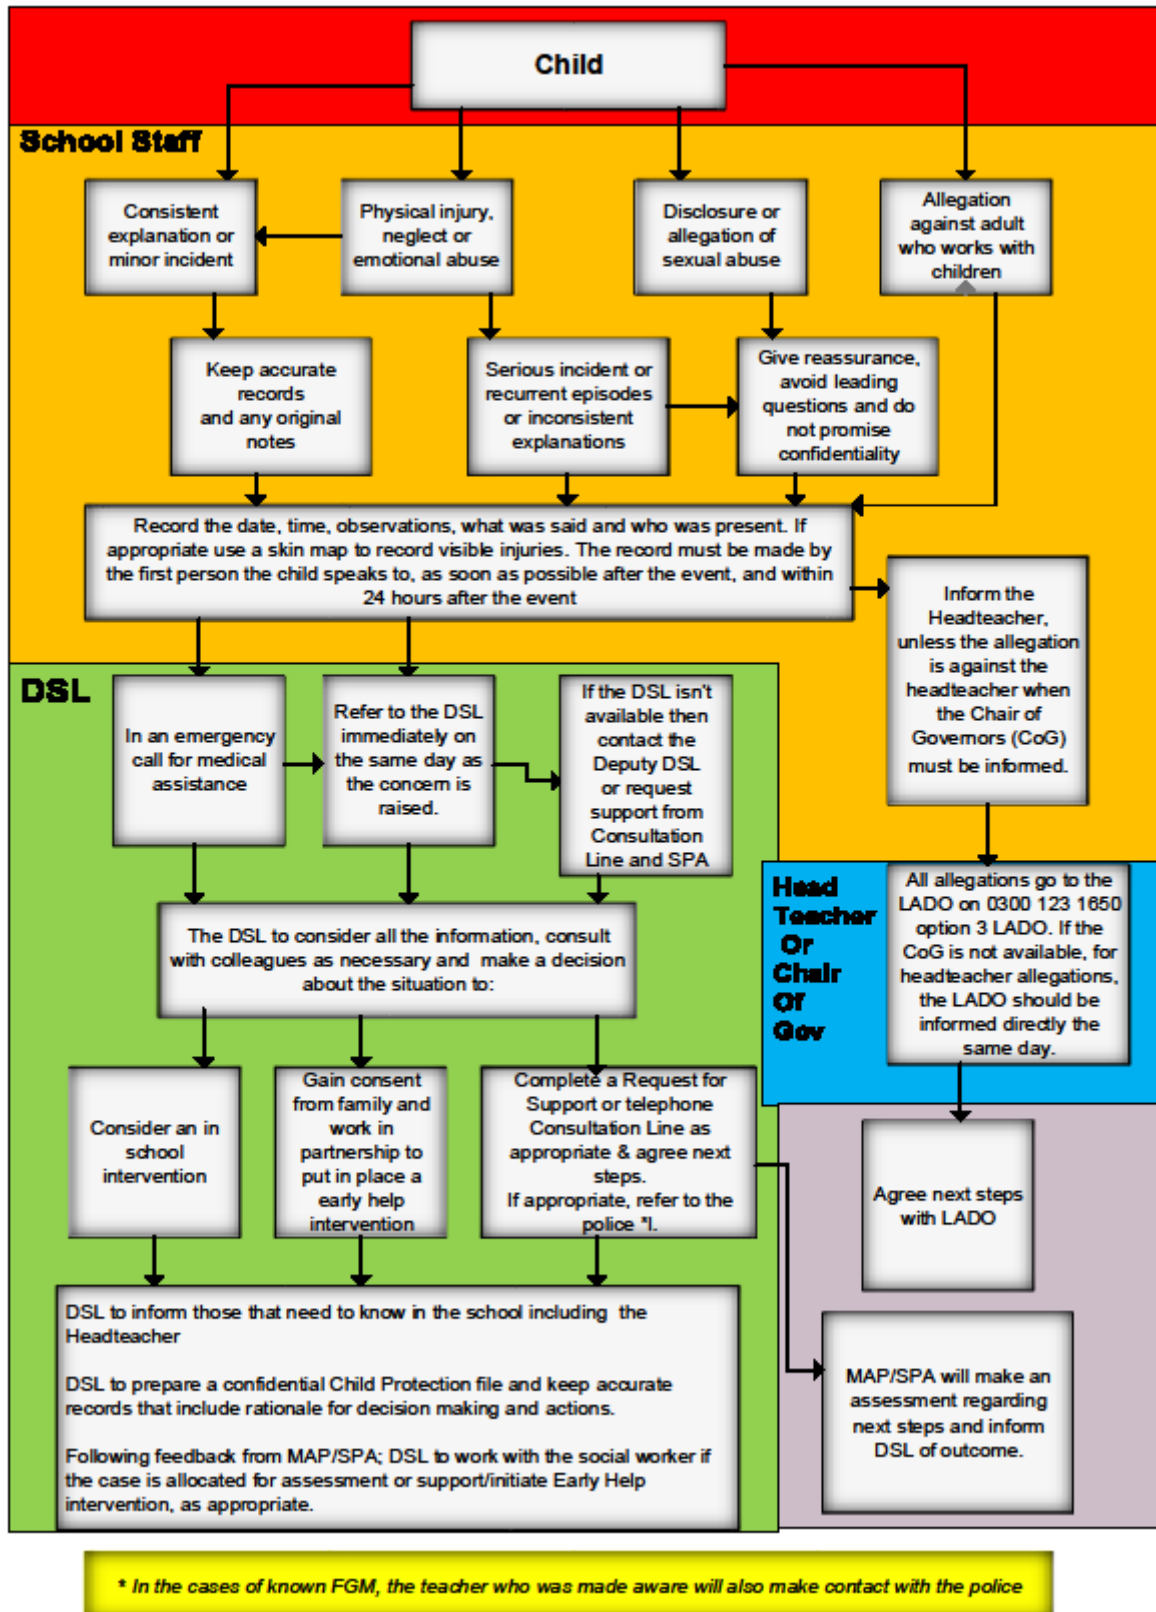 Child
School Staff
Consistent
explanation or
minor incident
Physical injury,
neglect or
emotional abuse
Disclosure or
allegation of
sexual abuse
Allegation
against adult
who works with
children
Keep accurate
records
and any original
notes
Serious incident or
recurrent episodes
or inconsistent
explanations
Give reassurance,
avoid leading
questions and do
not promise
confidentiality
Record the date, time, observations, what was said and who was present. If
appropriate use a skin map to record visible injuries. The record must be made by
the first person the child speaks to, as soon as possible after the event, and within
24 hours after the event
Inform the
Headteacher,
unless the allegation
is against the
headteacher when
the Chair of
Governors (CoG)
must be informed.
DSL
In an emergency
call for medical
assistance
Refer to the DSL
immediately on
the same day as
the concern is
raised.
If the DSL isn't
available then
contact the
Deputy DSL
or request
support from
Consultation
Line and SPA
Head
Teacher
Or
Chair
Of
Gov
All allegations go to the
LADO on 0300 123 1650
option 3 LADO. If the
CoG is not available, for
headteacher allegations,
the LADO should be
informed directly the
same day.
The DSL to consider all the information, consult
with colleagues as necessary and make a decision
about the situation to:
Consider an in
school
intervention
Gain consent
from family and
work in
partnership to
put in place a
early help
intervention
Complete a Request for
Support or telephone
Consultation Line as
appropriate & agree next
steps.
If appropriate, refer to the
police *I.
Agree next steps
with LADO
DSL to inform those that need to know in the school including the
Headteacher
DSL to prepare a confidential Child Protection file and keep accurate
records that include rationale for decision making and actions.
Following feedback from MAP/SPA; DSL to work with the social worker if
the case is allocated for assessment or support/initiate Early Help
intervention, as appropriate.
MAP/SPA will make an
assessment regarding
next steps and inform
DSL of outcome.
* In the cases of known FGM, the teacher who was made aware will also make contact with the police